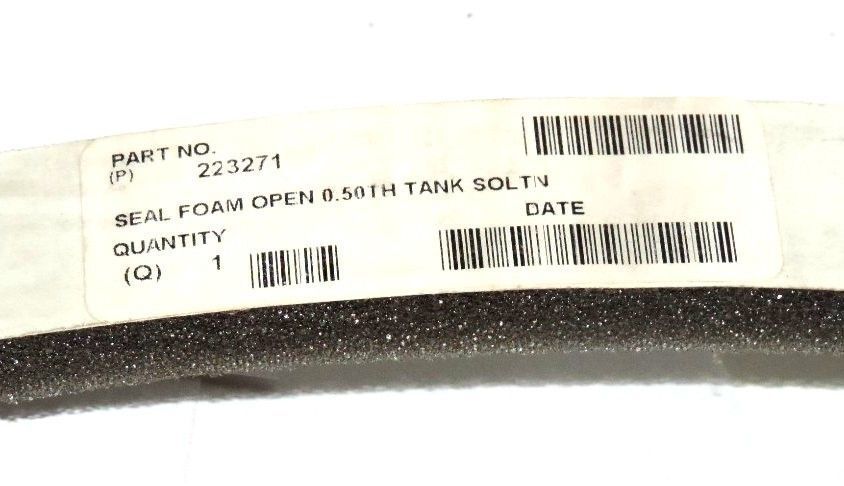 PART NO.
(P) 223271
SEAL FOAM OPEN 0.50TH TANK SOLTN
QUANTITY DATE
(Q) 1